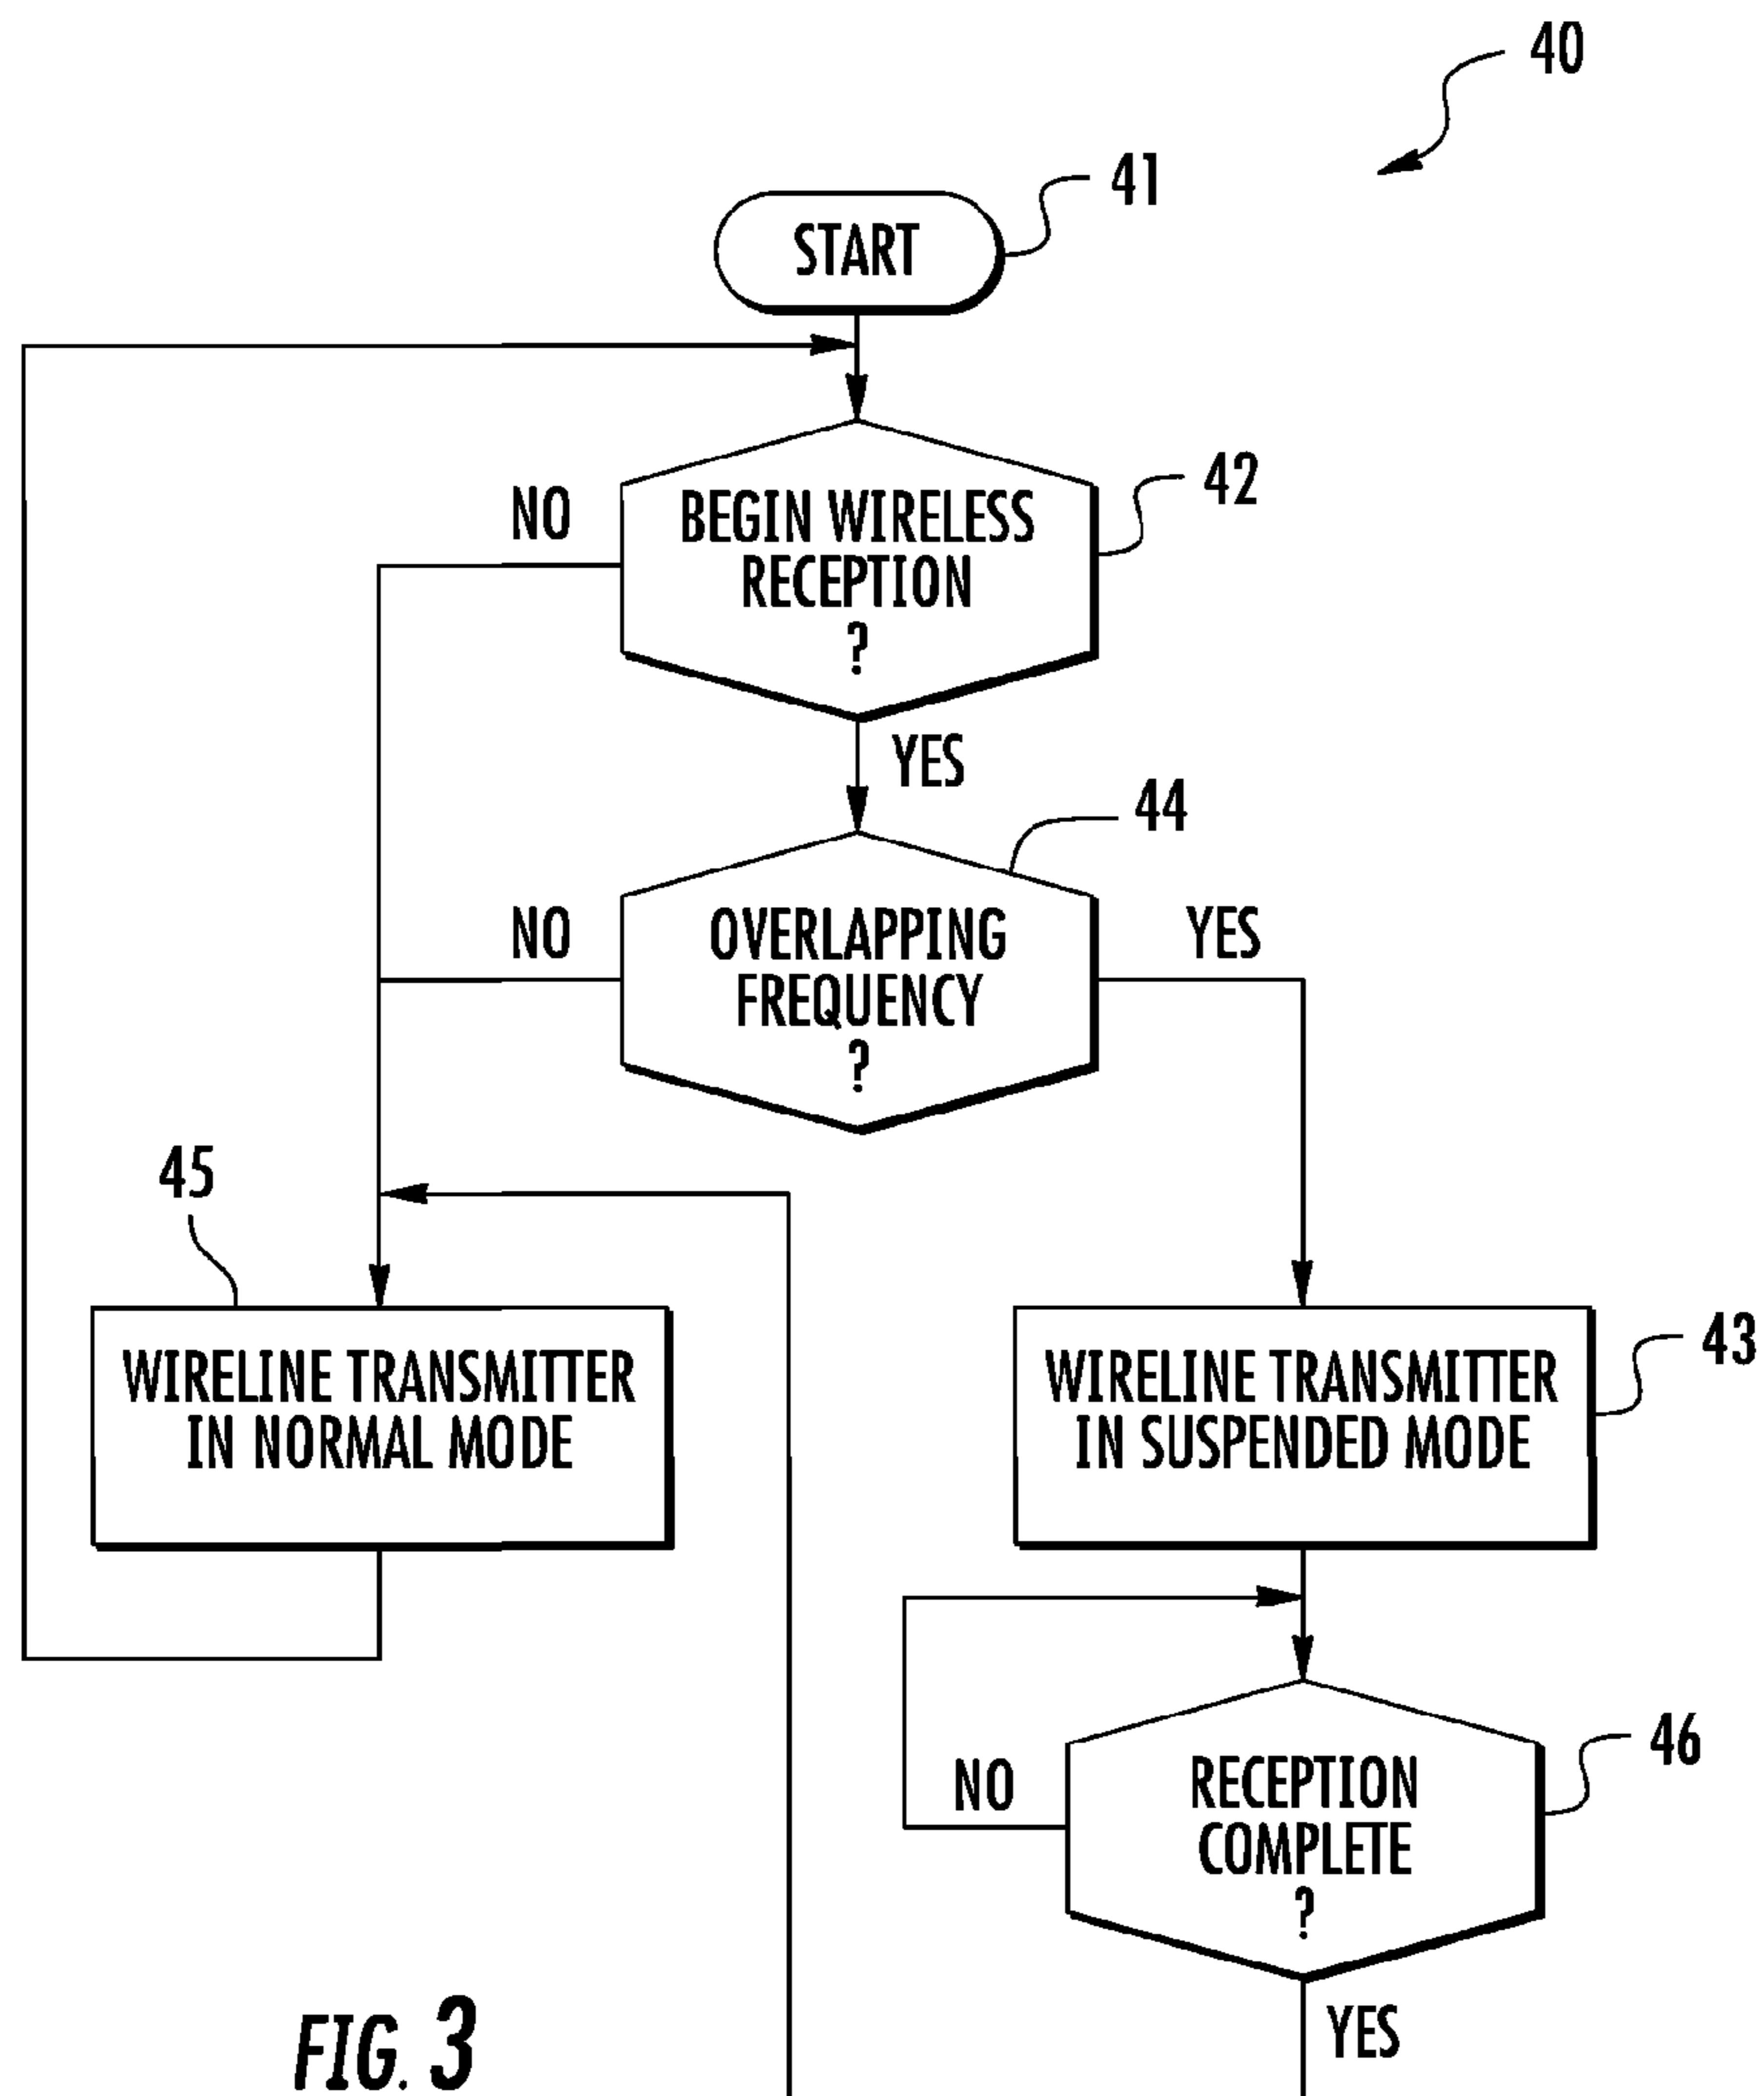 40
41
START
42
NO
BEGIN WIRELESS
RECEPTION
?
YES
44
NO
OVERLAPPING
FREQUENCY
?
YES
45
WIRELINE TRANSMITTER
IN NORMAL MODE
43
WIRELINE TRANSMITTER
IN SUSPENDED MODE
46
NO
RECEPTION
COMPLETE
?
YES
FIG. 3